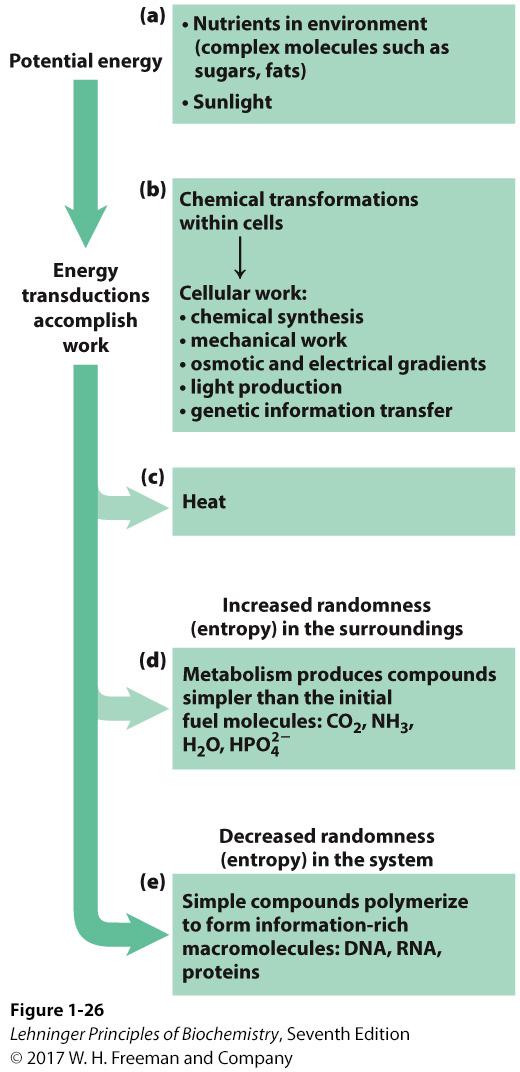 (a)
• Nutrients in environment
(complex molecules such as
sugars, fats)
• Sunlight
Potential energy
(b)
Chemical transformations
within cells
Cellular work:
• chemical synthesis
• mechanical work
• osmotic and electrical gradients
• light production
• genetic information transfer
Energy
transductions
accomplish
work
(c)
Heat
Increased randomness
(entropy) in the surroundings
(d)
Metabolism produces compounds
simpler than the initial
fuel molecules: CO₂, NH₃,
H₂O, HPO₄²⁻
Decreased randomness
(entropy) in the system
(e)
Simple compounds polymerize
to form information-rich
macromolecules: DNA, RNA,
proteins
Figure 1-26
Lehninger Principles of Biochemistry, Seventh Edition
© 2017 W. H. Freeman and Company